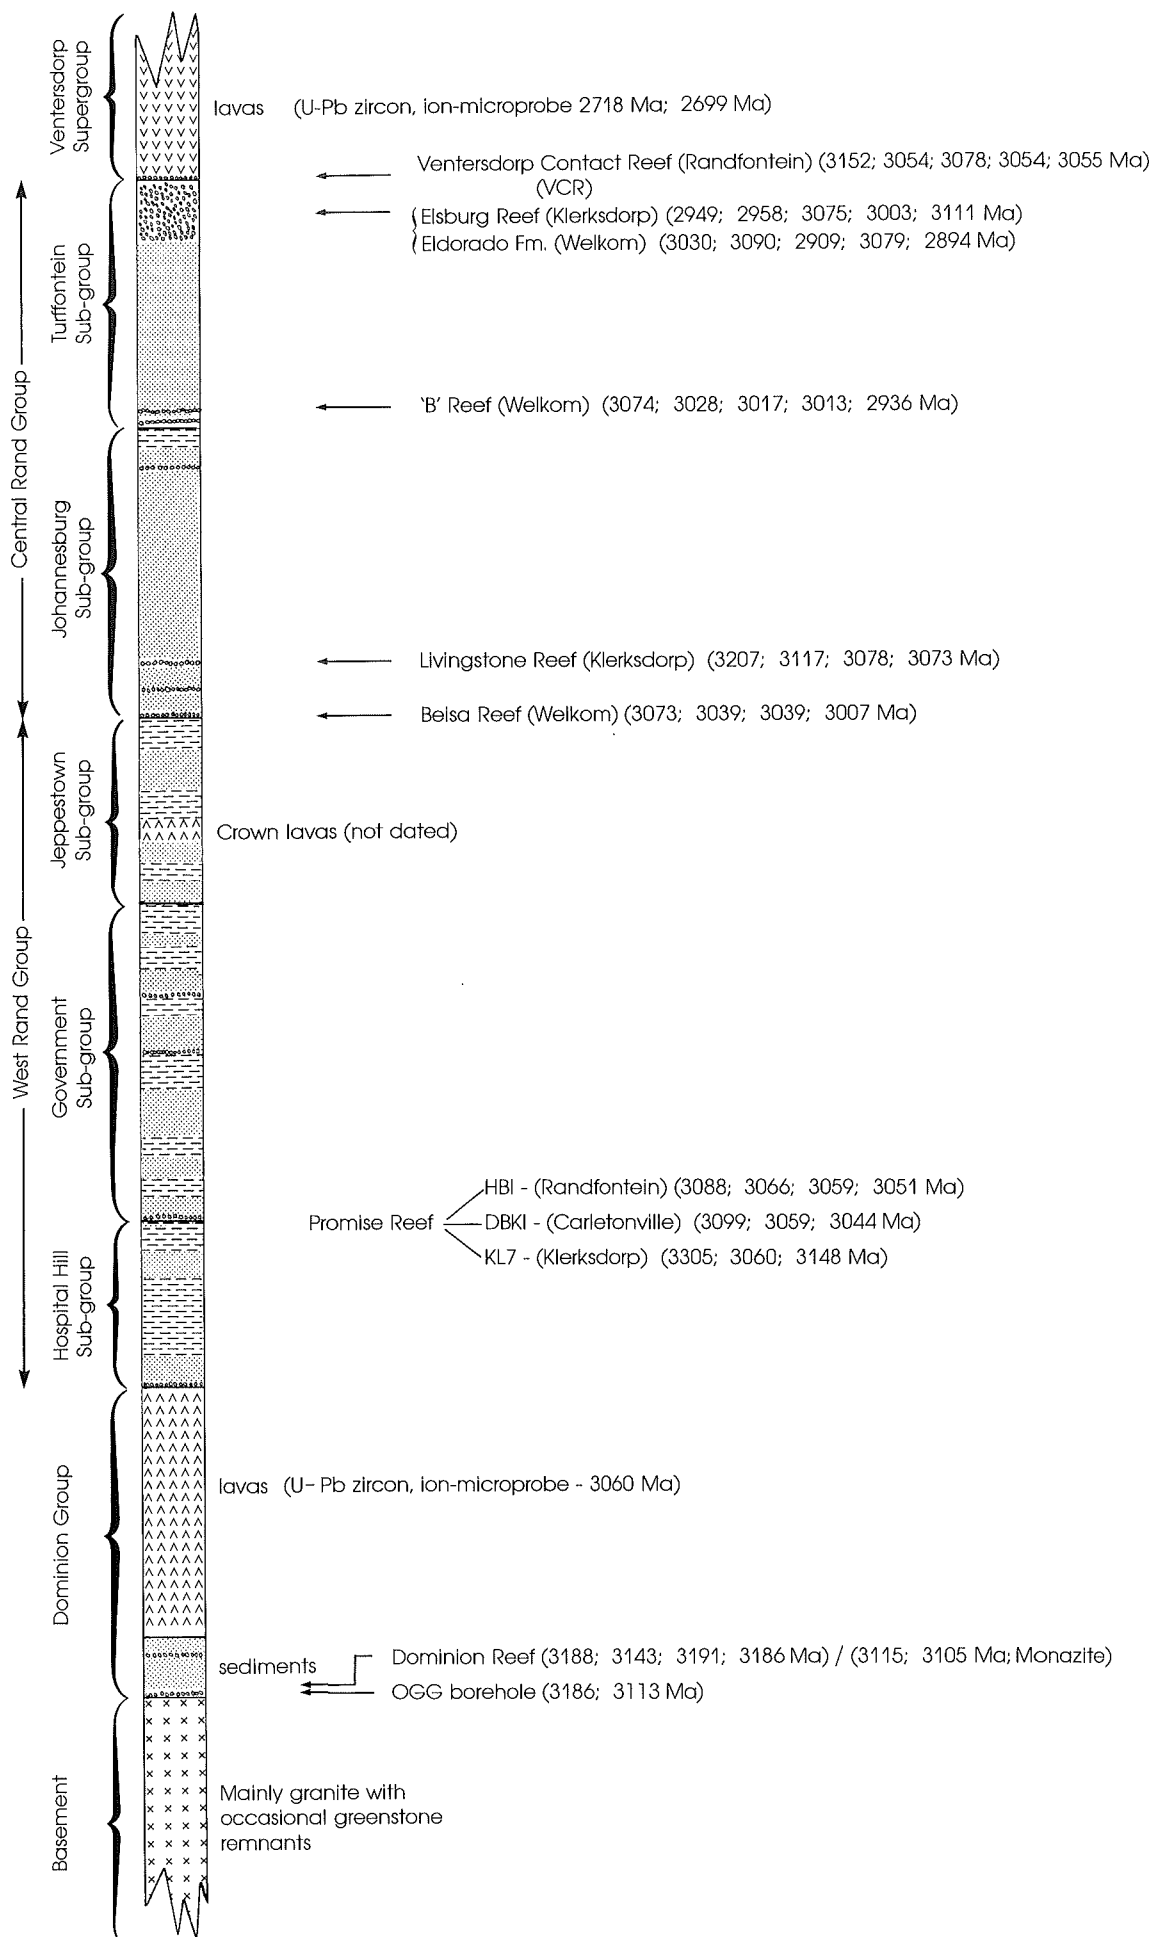 Ventersdorp
Supergroup
lavas (U-Pb zircon, ion-microprobe 2718 Ma; 2699 Ma)
Ventersdorp Contact Reef (Randfontein) (3152; 3054; 3078; 3054; 3055 Ma)
(VCR)
Elsburg Reef (Klerksdorp) (2949; 2958; 3075; 3003; 3111 Ma)
Eldorado Fm. (Welkom) (3030; 3090; 2909; 3079; 2894 Ma)
Turffontein
Sub-group
Central Rand Group
'B' Reef (Welkom) (3074; 3028; 3017; 3013; 2936 Ma)
Johannesburg
Sub-group
Livingstone Reef (Klerksdorp) (3207; 3117; 3078; 3073 Ma)
Beisa Reef (Welkom) (3073; 3039; 3039; 3007 Ma)
Jeppestown
Sub-group
Crown lavas (not dated)
West Rand Group
Government
Sub-group
HBI - (Randfontein) (3088; 3066; 3059; 3051 Ma)
Promise Reef DBKI - (Carletonville) (3099; 3059; 3044 Ma)
KL7 - (Klerksdorp) (3305; 3060; 3148 Ma)
Hospital Hill
Sub-group
Dominion Group
lavas (U-Pb zircon, ion-microprobe - 3060 Ma)
Dominion Reef (3188; 3143; 3191; 3186 Ma) / (3115; 3105 Ma; Monazite)
sediments
OGG borehole (3186; 3113 Ma)
Basement
Mainly granite with
occasional greenstone
remnants